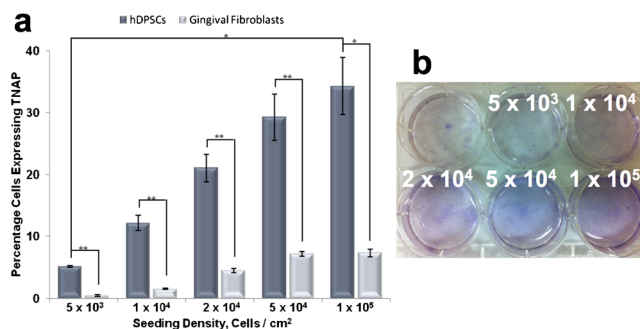 a
hDPSCs
Gingival Fibroblasts
Percentage Cells Expressing TNAP
40
30
20
10
0
*
*
**
**
**
**
5 x 10³
1 x 10⁴
2 x 10⁴
5 x 10⁴
1 x 10⁵
Seeding Density, Cells / cm²
b
5 x 10³ 1 x 10⁴
2 x 10⁴ 5 x 10⁴ 1 x 10⁵